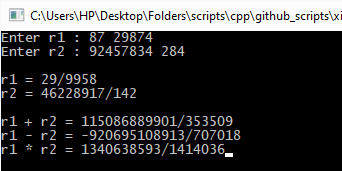 C:\Users\HP\Desktop\Folders\scripts\cpp\github_scripts\xi
Enter r1 : 87 29874
Enter r2 : 92457834 284
r1 = 29/9958
r2 = 46228917/142
r1 + r2 = 115086889901/353509
r1 - r2 = -920695108913/707018
r1 * r2 = 1340638593/1414036